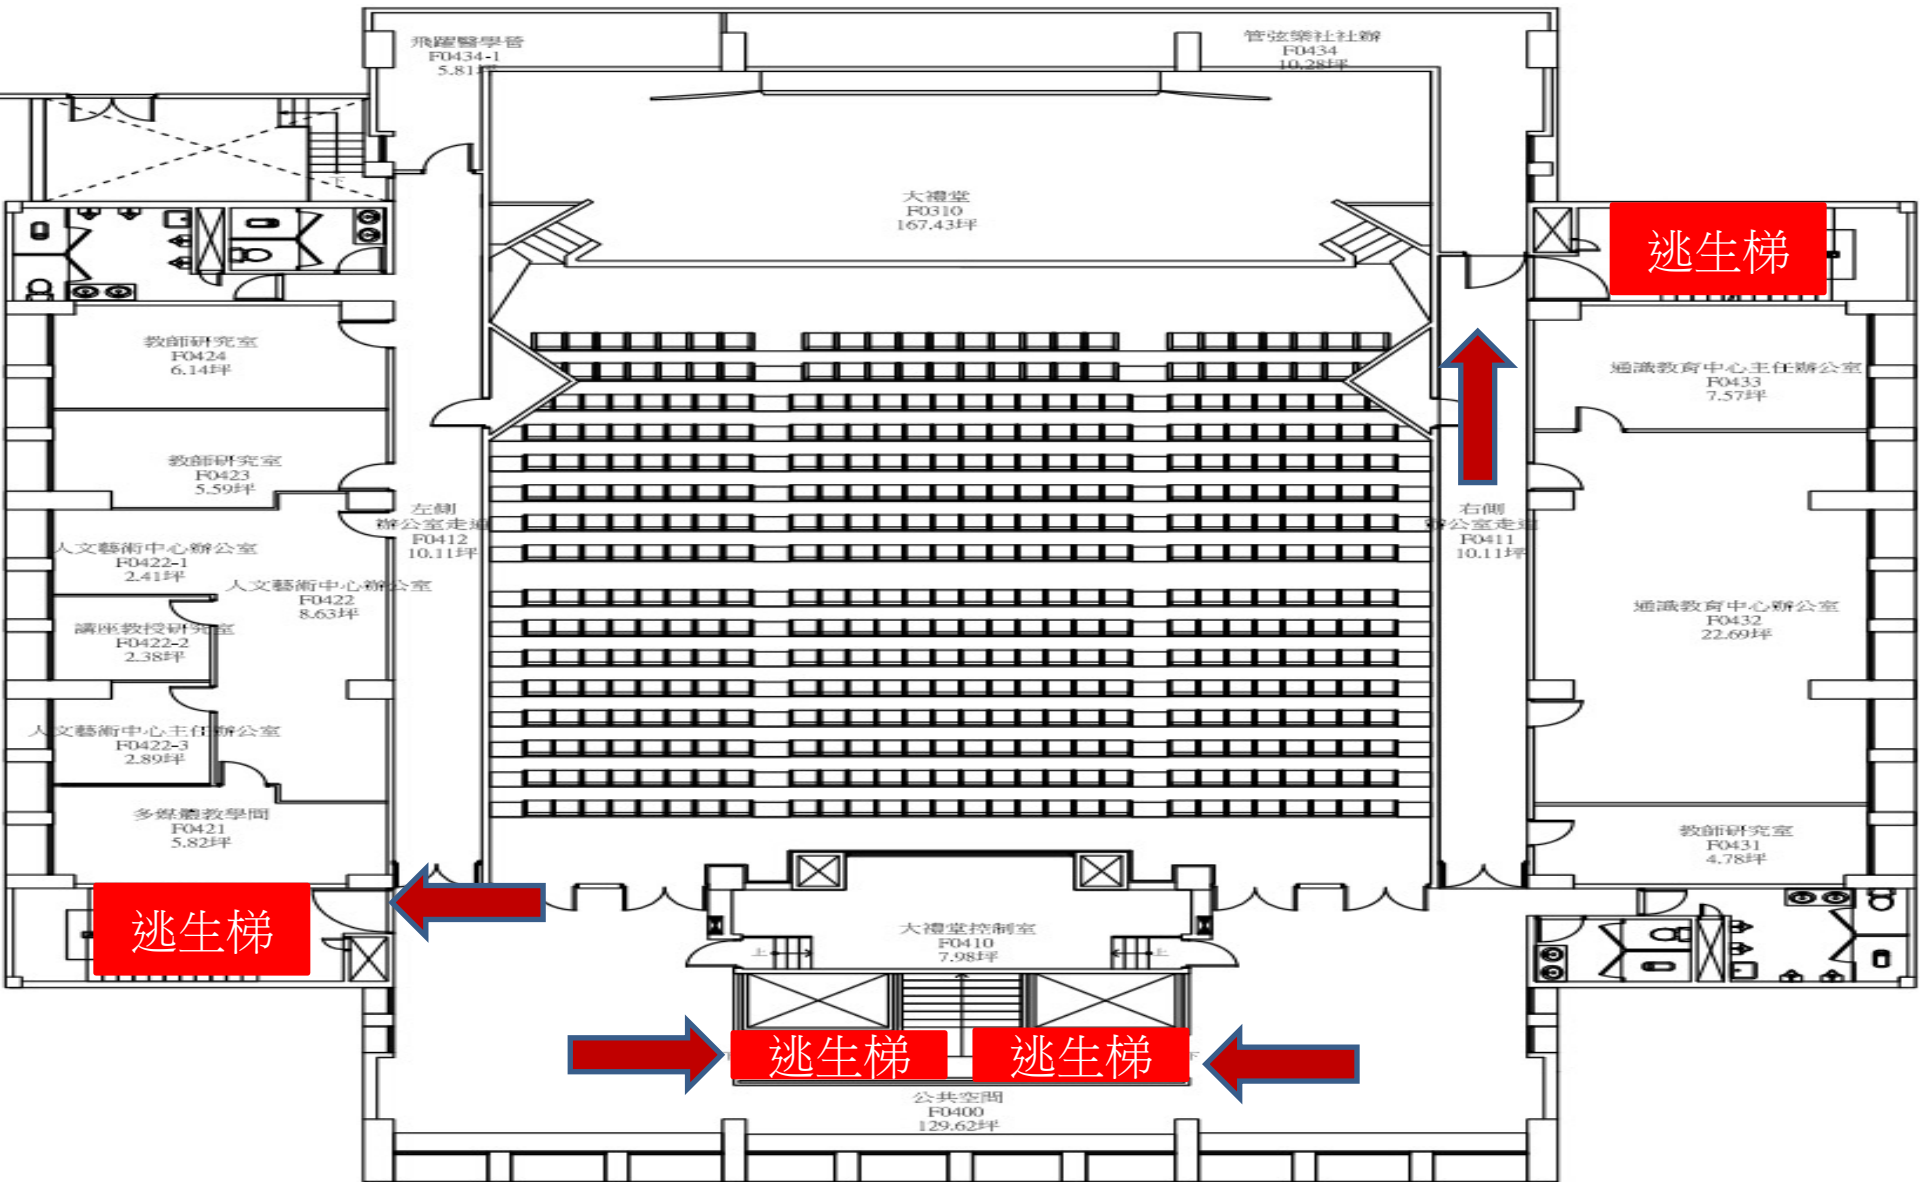 飛躍醫學營
F0434-1
5.81坪
管弦樂社社辦
F0434
10.28坪
下
大禮堂
F0310
167.43坪
逃生梯
教師研究室
F0424
6.14坪
通識教育中心主任辦公室
F0433
7.57坪
教師研究室
F0423
5.59坪
左側
辦公室走道
F0412
10.11坪
右側
辦公室走道
F0411
10.11坪
人文藝術中心辦公室
F0422-1
2.41坪
人文藝術中心辦公室
F0422
8.63坪
講座教授研究室
F0422-2
2.38坪
通識教育中心辦公室
F0432
22.69坪
人文藝術中心主任辦公室
F0422-3
2.89坪
多媒體教學間
F0421
5.82坪
教師研究室
F0431
4.78坪
逃生梯
大禮堂控制室
F0410
7.98坪
上
上
逃生梯
逃生梯
下
公共空間
F0400
129.62坪